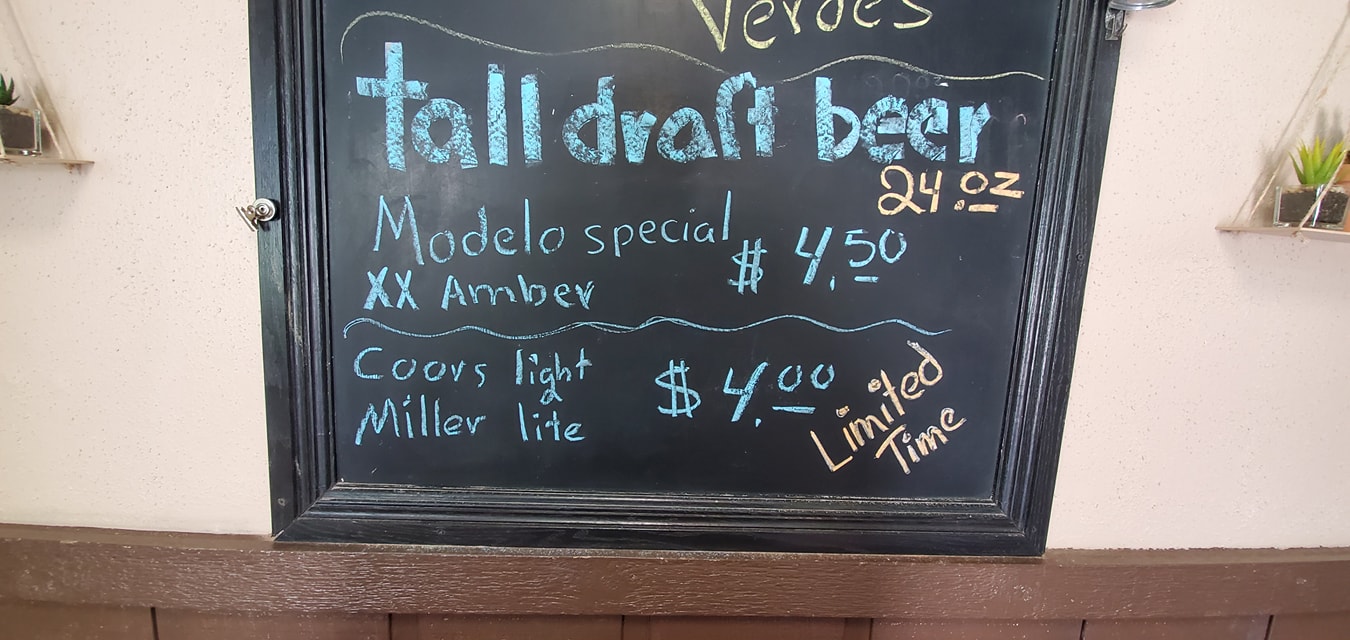 Verdes
tall draft beer
24.oz
Modelo special
$ 4.50
XX Amber
Coors light
$ 4.00
Miller lite
Limited
Time